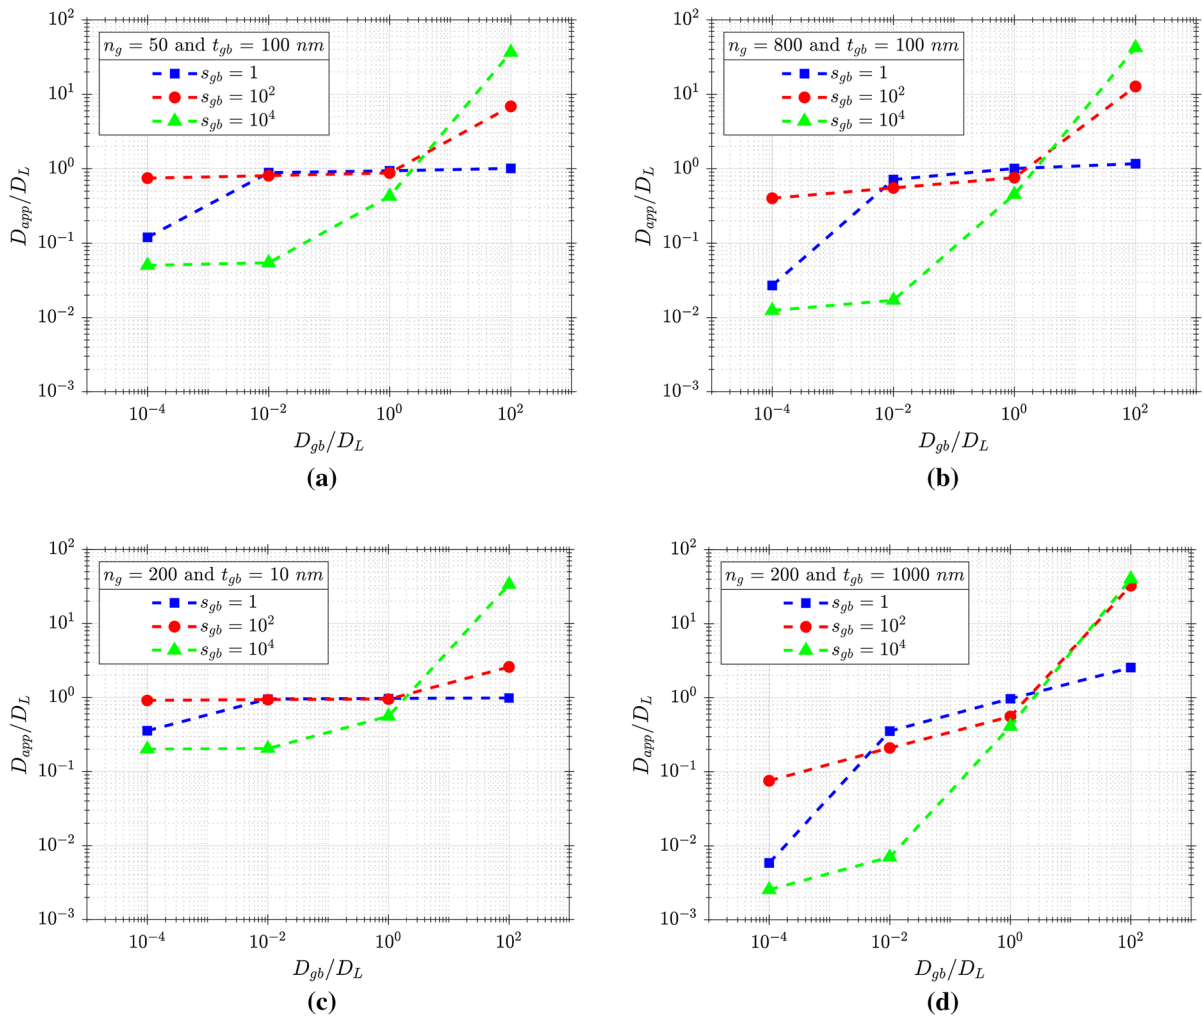 n_g = 50 and t_gb = 100 nm
s_gb = 1
s_gb = 10^2
s_gb = 10^4
10^2
10^1
10^0
10^-1
10^-2
10^-3
D_app/D_L
10^-4 10^-2 10^0 10^2
D_gb/D_L
(a)
n_g = 800 and t_gb = 100 nm
s_gb = 1
s_gb = 10^2
s_gb = 10^4
10^2
10^1
10^0
10^-1
10^-2
10^-3
D_app/D_L
10^-4 10^-2 10^0 10^2
D_gb/D_L
(b)
n_g = 200 and t_gb = 10 nm
s_gb = 1
s_gb = 10^2
s_gb = 10^4
10^2
10^1
10^0
10^-1
10^-2
10^-3
D_app/D_L
10^-4 10^-2 10^0 10^2
D_gb/D_L
(c)
n_g = 200 and t_gb = 1000 nm
s_gb = 1
s_gb = 10^2
s_gb = 10^4
10^2
10^1
10^0
10^-1
10^-2
10^-3
D_app/D_L
10^-4 10^-2 10^0 10^2
D_gb/D_L
(d)